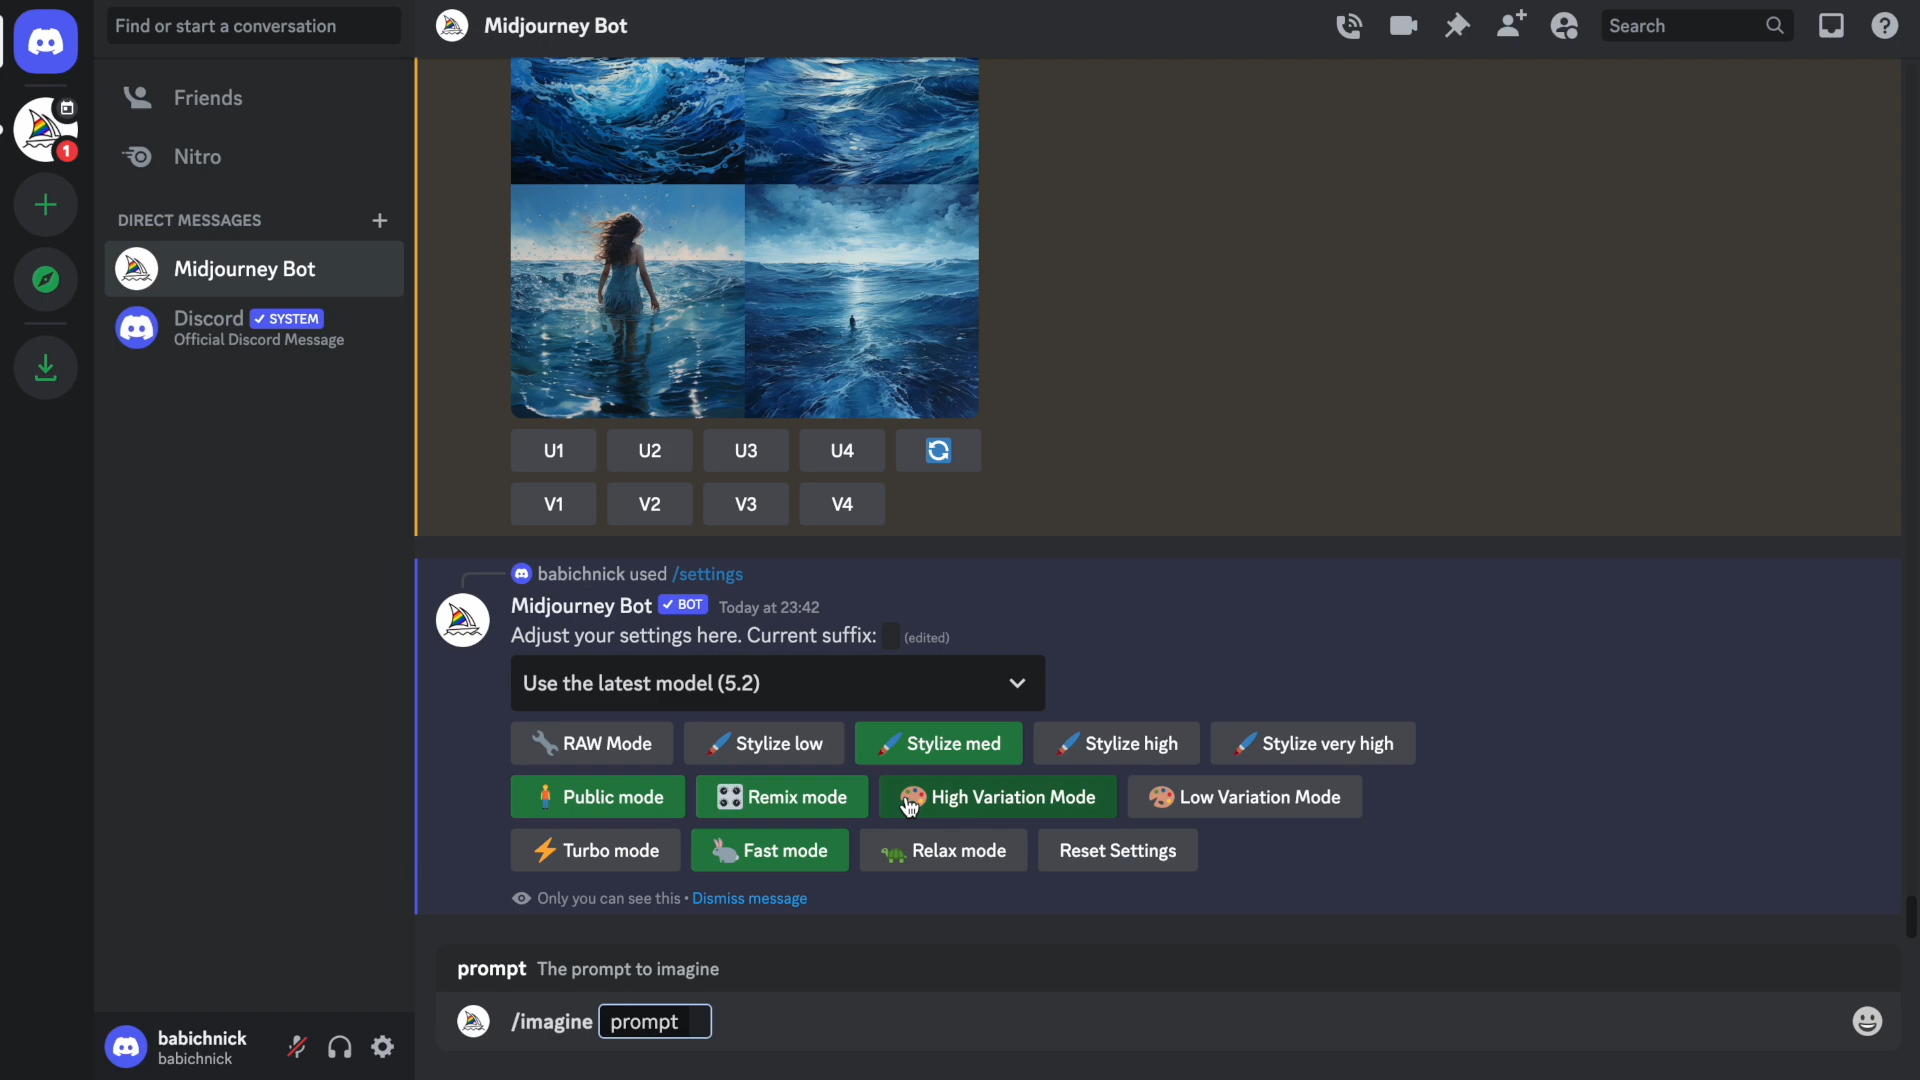 Find or start a conversation
Midjourney Bot
Search
Friends
Nitro
1
DIRECT MESSAGES
Midjourney Bot
Discord SYSTEM
Official Discord Message
U1 U2 U3 U4
V1 V2 V3 V4
babichnick used /settings
Midjourney Bot BOT Today at 23:42
Adjust your settings here. Current suffix: (edited)
Use the latest model (5.2)
RAW Mode Stylize low Stylize med Stylize high Stylize very high
Public mode Remix mode High Variation Mode Low Variation Mode
Turbo mode Fast mode Relax mode Reset Settings
Only you can see this • Dismiss message
prompt The prompt to imagine
/imagine prompt
babichnick
babichnick